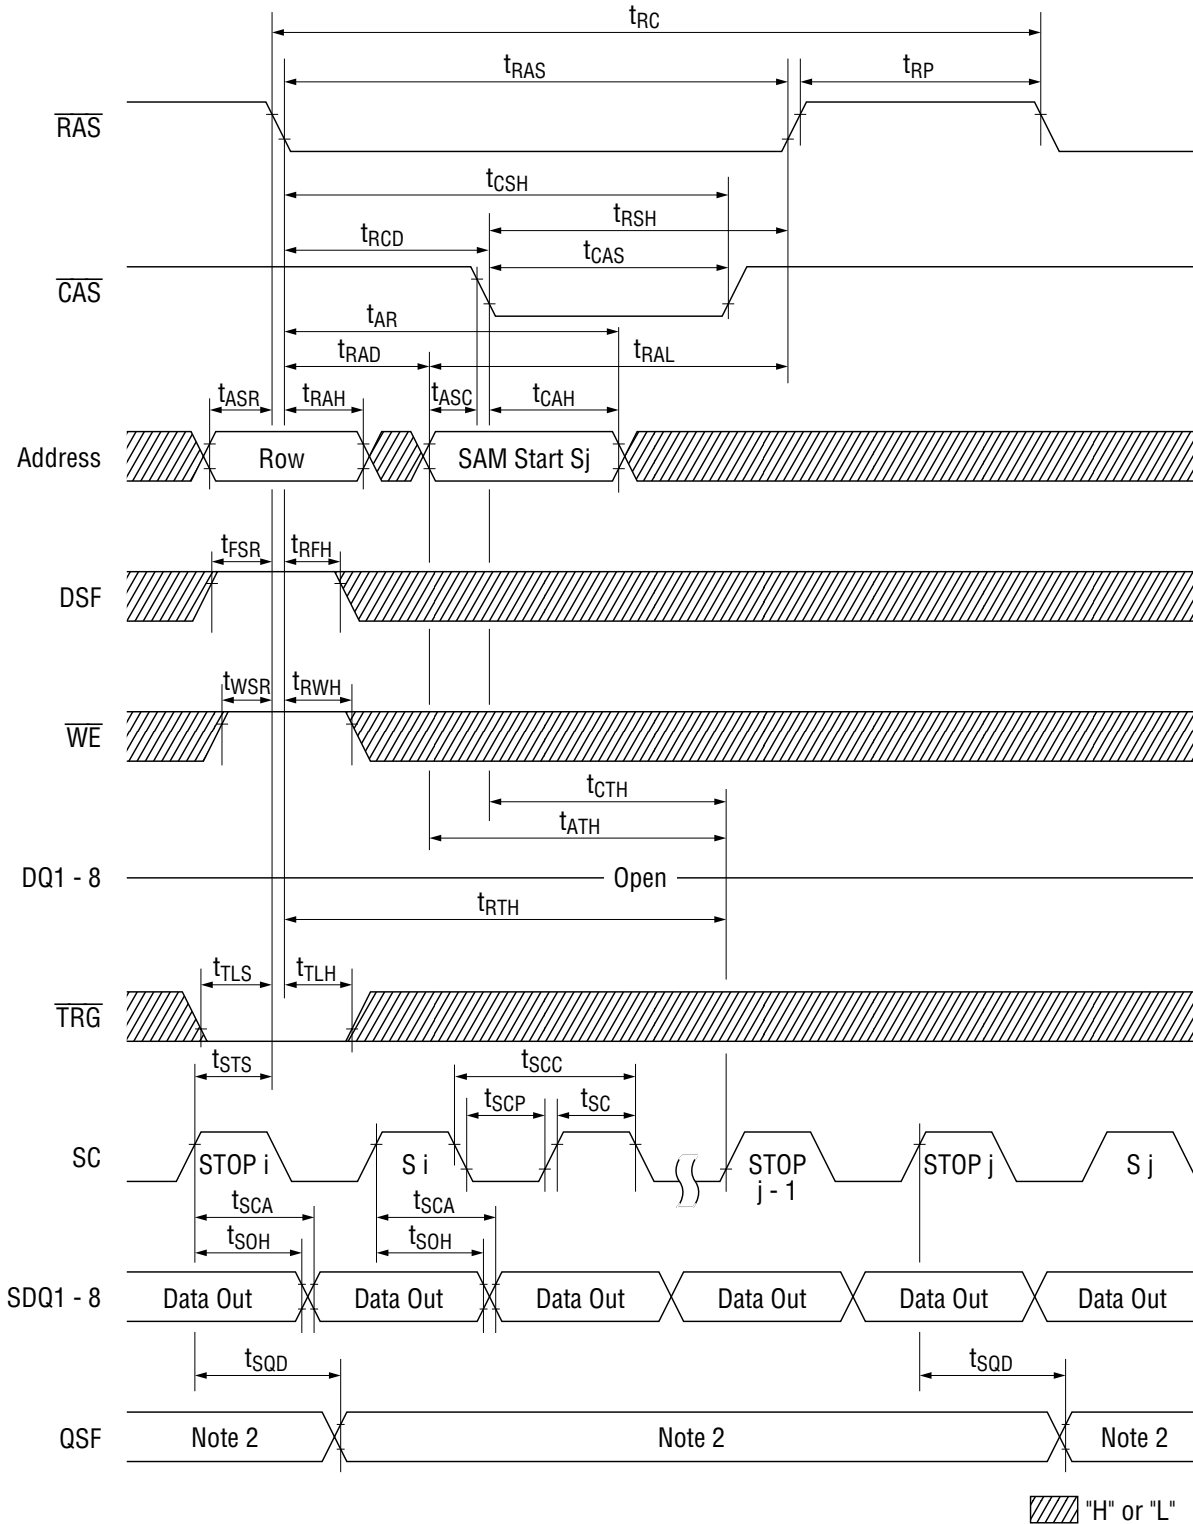 tRC
tRAS
tRP
RAS
tCSH
tRSH
tRCD
tCAS
CAS
tAR
tRAD
tRAL
tASR
tRAH
tASC
tCAH
Address
Row
SAM Start Sj
tFSR
tRFH
DSF
tWSR
tRWH
WE
tCTH
tATH
DQ1 - 8
Open
tRTH
tTLS
tTLH
TRG
tSTS
tSCC
tSCP
tSC
SC
STOP i
S i
STOP
j - 1
STOP j
S j
tSCA
tSCA
tSOH
tSOH
SDQ1 - 8
Data Out
Data Out
Data Out
Data Out
Data Out
Data Out
tSQD
tSQD
QSF
Note 2
Note 2
Note 2
"H" or "L"